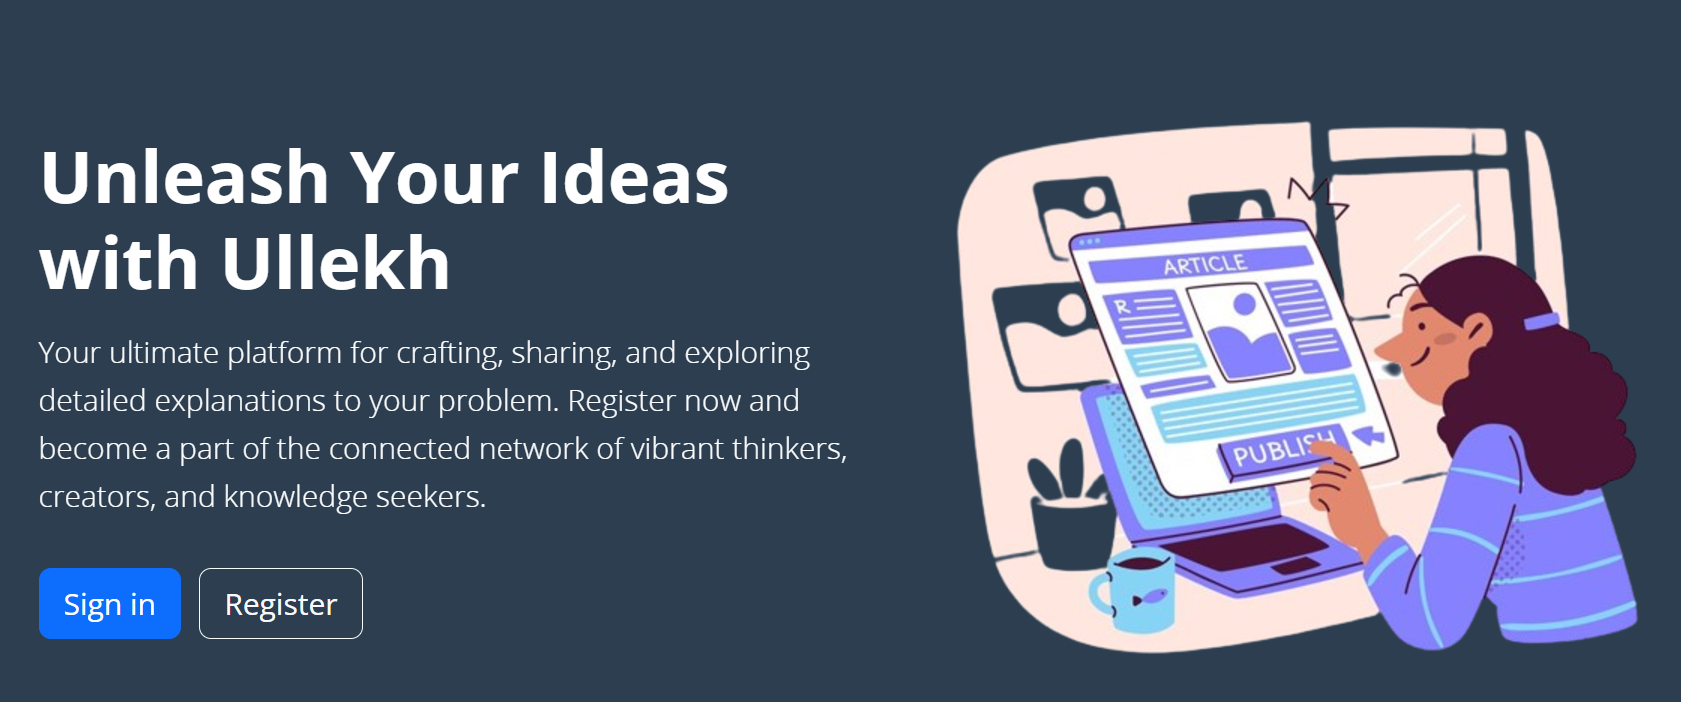 Unleash Your Ideas
with Ullekh
Your ultimate platform for crafting, sharing, and exploring
detailed explanations to your problem. Register now and
become a part of the connected network of vibrant thinkers,
creators, and knowledge seekers.
Sign in
Register
ARTICLE
R
PUBLISH